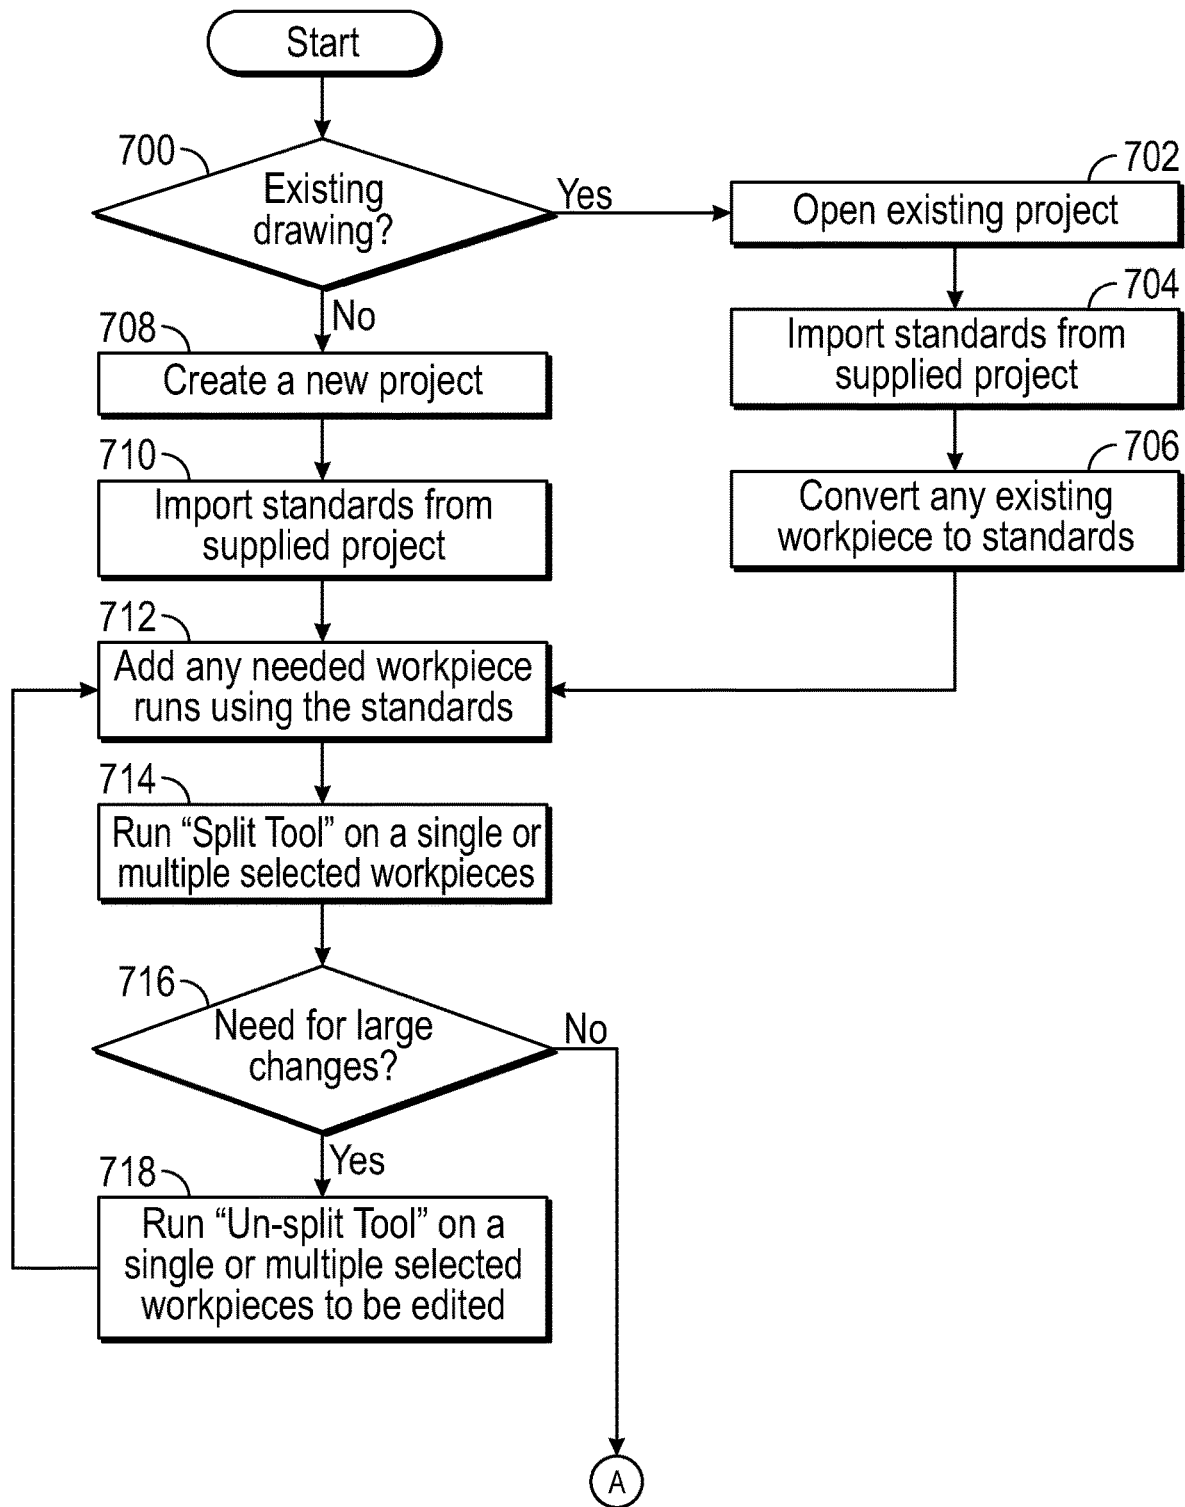 Start
700
Existing
drawing?
Yes
702
Open existing project
704
Import standards from
supplied project
706
Convert any existing
workpiece to standards
No
708
Create a new project
710
Import standards from
supplied project
712
Add any needed workpiece
runs using the standards
714
Run “Split Tool” on a single or
multiple selected workpieces
716
Need for large
changes?
No
Yes
718
Run “Un-split Tool” on a
single or multiple selected
workpieces to be edited
A